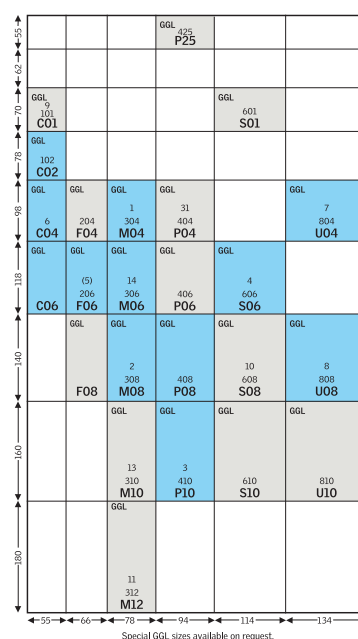 55
GGL
425
P25
62
70
GGL
9
101
C01
GGL
601
S01
78
GGL
102
C02
98
GGL
6
C04
GGL
204
F04
GGL
1
304
M04
GGL
31
404
P04
GGL
7
804
U04
118
GGL
C06
GGL
(5)
206
F06
GGL
14
306
M06
GGL
406
P06
GGL
4
606
S06
140
GGL
F08
GGL
2
308
M08
GGL
408
P08
GGL
10
608
S08
GGL
8
808
U08
160
GGL
13
310
M10
GGL
3
410
P10
GGL
610
S10
GGL
810
U10
180
GGL
11
312
M12
55 66 78 94 114 134
Special GGL sizes available on request.